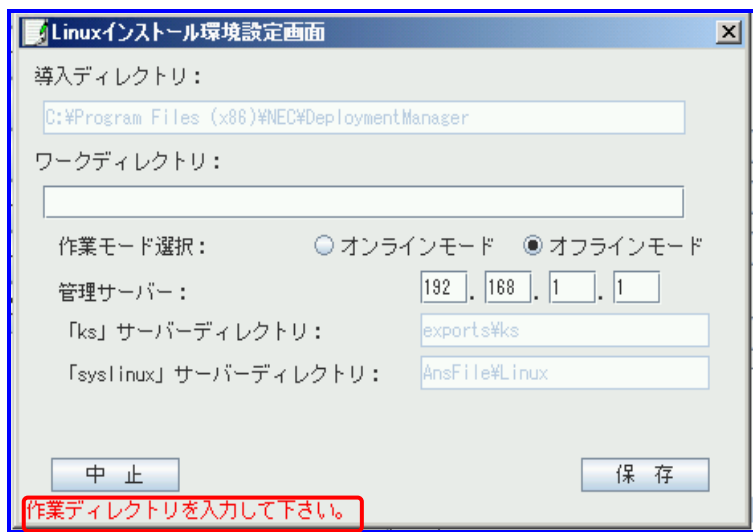 Linuxインストール環境設定画面
導入ディレクトリ：
C:¥Program Files (x86)¥NEC¥DeploymentManager
ワークディレクトリ：
作業モード選択： オンラインモード オフラインモード
管理サーバー： 192 . 168 . 1 . 1
「ks」サーバーディレクトリ： exports¥ks
「syslinux」サーバーディレクトリ： AnsFile¥Linux
中 止 保 存
作業ディレクトリを入力して下さい。